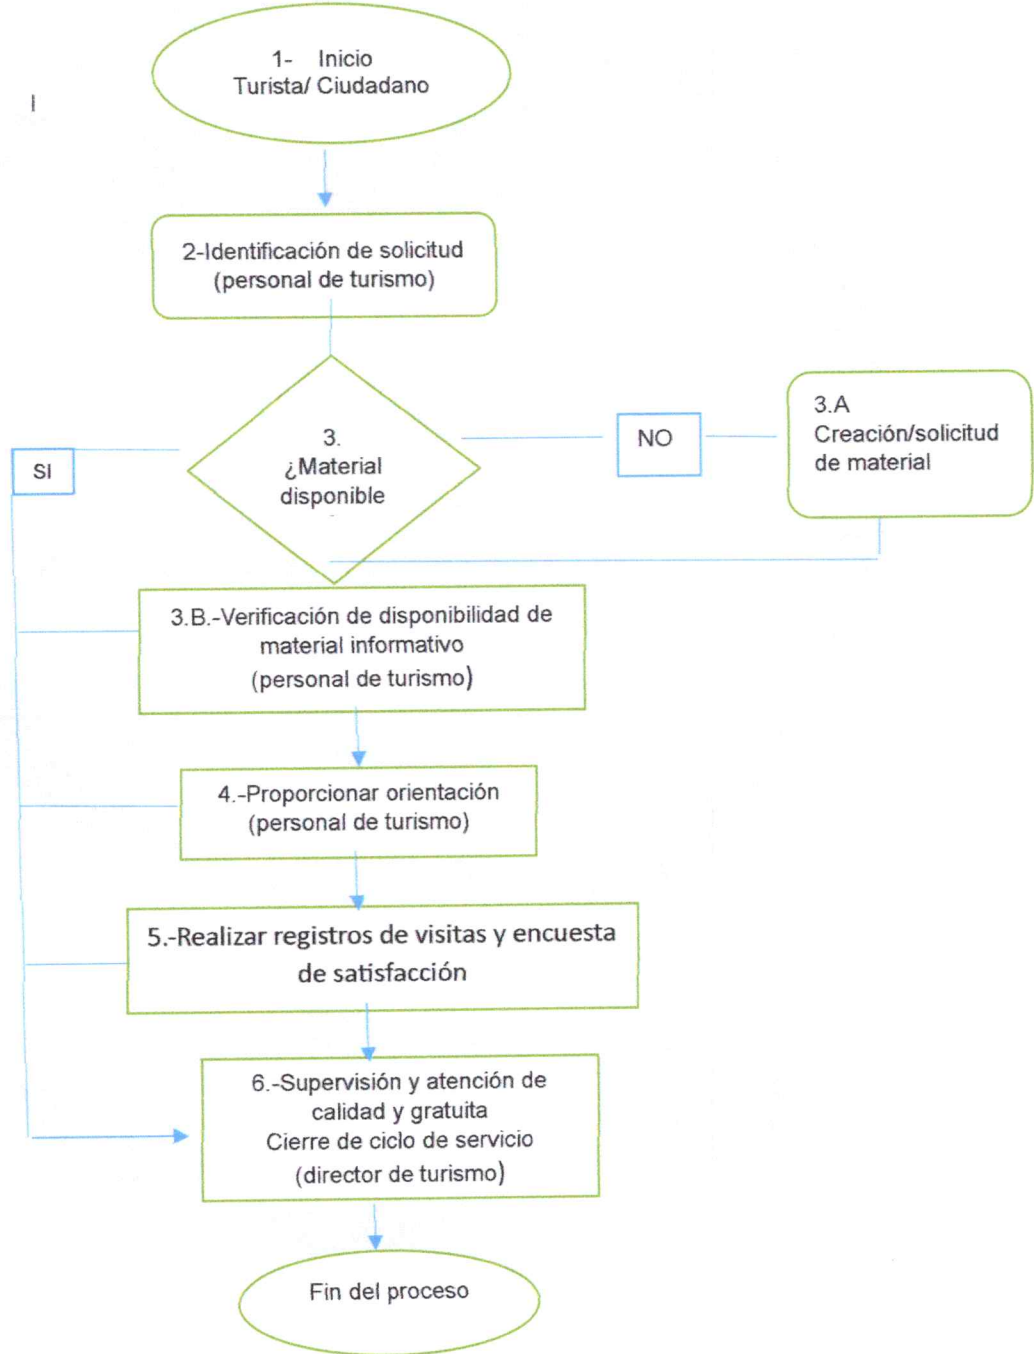 1- Inicio
Turista/ Ciudadano
I
2-Identificación de solicitud
(personal de turismo)
3.
¿Material
disponible
SI
NO
3.A
Creación/solicitud
de material
3.B.-Verificación de disponibilidad de
material informativo
(personal de turismo)
4.-Proporcionar orientación
(personal de turismo)
5.-Realizar registros de visitas y encuesta
de satisfacción
6.-Supervisión y atención de
calidad y gratuita
Cierre de ciclo de servicio
(director de turismo)
Fin del proceso